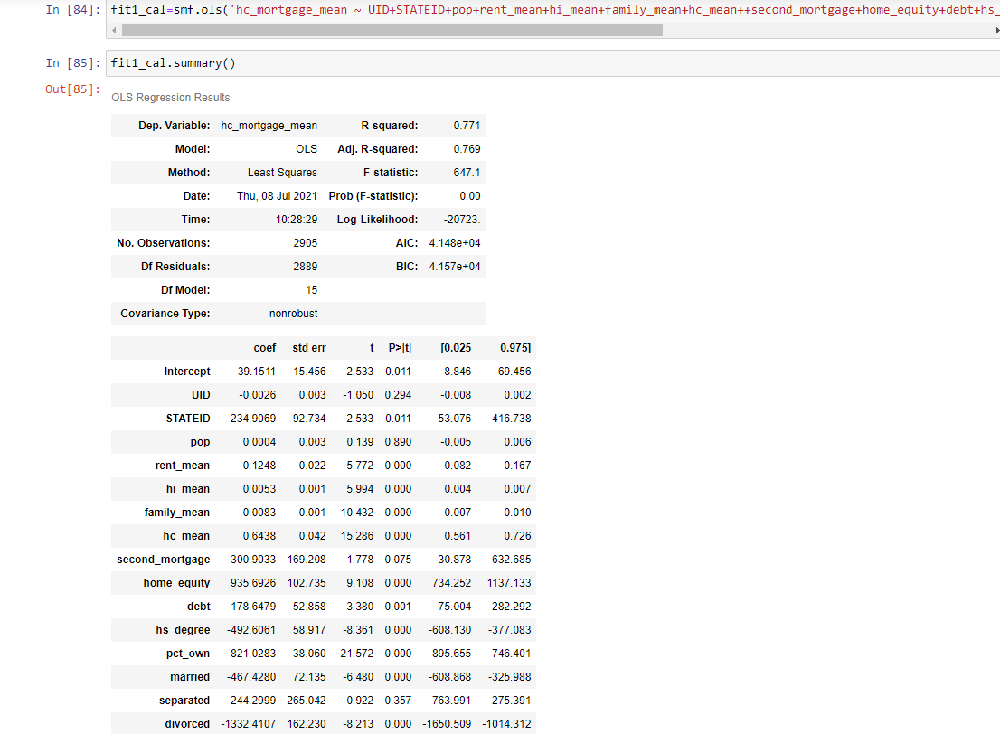 In [84]: fit1_cal=smf.ols('hc_mortgage_mean ~ UID+STATEID+pop+rent_mean+hi_mean+family_mean+hc_mean++second_mortgage+home_equity+debt+hs_
In [85]: fit1_cal.summary()
Out[85]: OLS Regression Results
Dep. Variable: hc_mortgage_mean R-squared: 0.771
Model: OLS Adj. R-squared: 0.769
Method: Least Squares F-statistic: 647.1
Date: Thu, 08 Jul 2021 Prob (F-statistic): 0.00
Time: 10:28:29 Log-Likelihood: -20723.
No. Observations: 2905 AIC: 4.148e+04
Df Residuals: 2889 BIC: 4.157e+04
Df Model: 15
Covariance Type: nonrobust
coef std err t P>|t| [0.025 0.975]
Intercept 39.1511 15.456 2.533 0.011 8.846 69.456
UID -0.0026 0.003 -1.050 0.294 -0.008 0.002
STATEID 234.9069 92.734 2.533 0.011 53.076 416.738
pop 0.0004 0.003 0.139 0.890 -0.005 0.006
rent_mean 0.1248 0.022 5.772 0.000 0.082 0.167
hi_mean 0.0053 0.001 5.994 0.000 0.004 0.007
family_mean 0.0083 0.001 10.432 0.000 0.007 0.010
hc_mean 0.6438 0.042 15.286 0.000 0.561 0.726
second_mortgage 300.9033 169.208 1.778 0.075 -30.878 632.685
home_equity 935.6926 102.735 9.108 0.000 734.252 1137.133
debt 178.6479 52.858 3.380 0.001 75.004 282.292
hs_degree -492.6061 58.917 -8.361 0.000 -608.130 -377.083
pct_own -821.0283 38.060 -21.572 0.000 -895.655 -746.401
married -467.4280 72.135 -6.480 0.000 -608.868 -325.988
separated -244.2999 265.042 -0.922 0.357 -763.991 275.391
divorced -1332.4107 162.230 -8.213 0.000 -1650.509 -1014.312